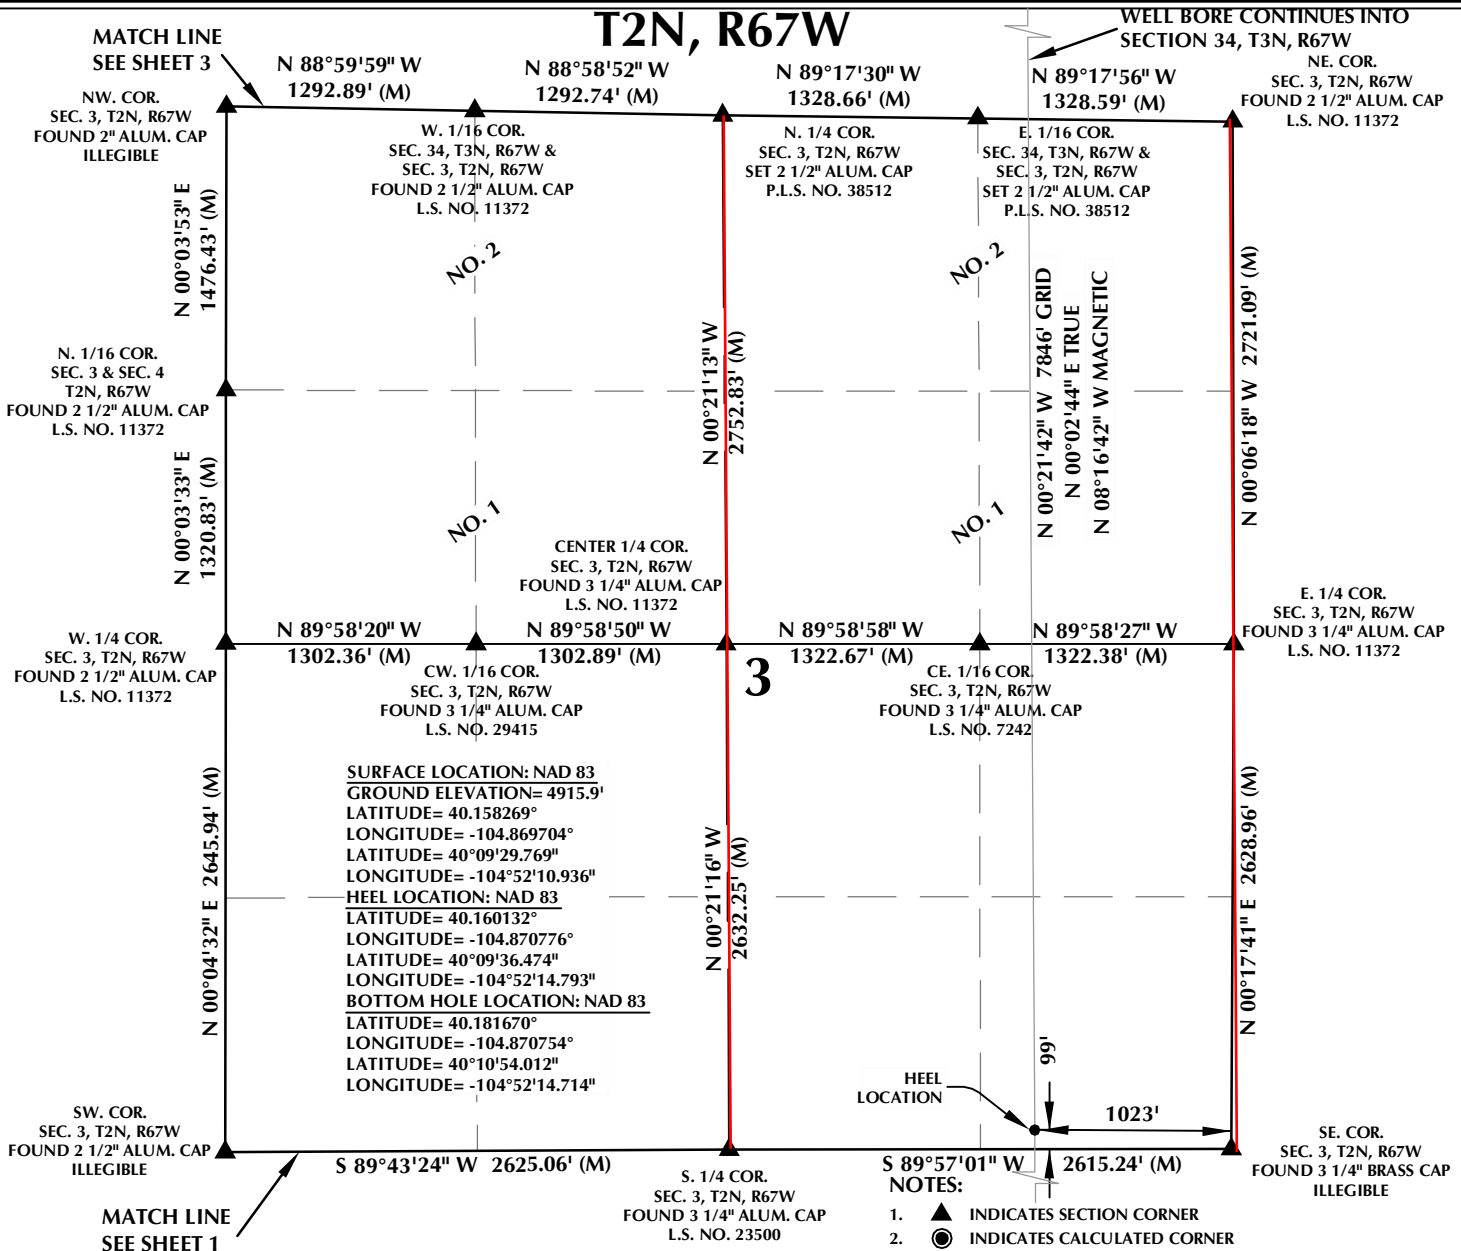 T2N, R67W
MATCH LINE
SEE SHEET 3
WELL BORE CONTINUES INTO
SECTION 34, T3N, R67W
N 88°59'59" W
1292.89' (M)
N 88°58'52" W
1292.74' (M)
N 89°17'30" W
1328.66' (M)
N 89°17'56" W
1328.59' (M)
NE. COR.
SEC. 3, T2N, R67W
FOUND 2 1/2" ALUM. CAP
L.S. NO. 11372
NW. COR.
SEC. 3, T2N, R67W
FOUND 2" ALUM. CAP
ILLEGIBLE
W. 1/16 COR.
SEC. 34, T3N, R67W &
SEC. 3, T2N, R67W
FOUND 2 1/2" ALUM. CAP
L.S. NO. 11372
N. 1/4 COR.
SEC. 3, T2N, R67W
SET 2 1/2" ALUM. CAP
P.L.S. NO. 38512
E. 1/16 COR.
SEC. 34, T3N, R67W &
SEC. 3, T2N, R67W
SET 2 1/2" ALUM. CAP
P.L.S. NO. 38512
N 00°03'53" E
1476.43' (M)
NO. 2
NO. 2
N 00°21'13" W
2752.83' (M)
N 00°21'42" W 7846' GRID
N 00°02'44" E TRUE
N 08°16'42" W MAGNETIC
N 00°06'18" W 2721.09' (M)
N. 1/16 COR.
SEC. 3 & SEC. 4
T2N, R67W
FOUND 2 1/2" ALUM. CAP
L.S. NO. 11372
N 00°03'33" E
1320.83' (M)
NO. 1
NO. 1
CENTER 1/4 COR.
SEC. 3, T2N, R67W
FOUND 3 1/4" ALUM. CAP
L.S. NO. 11372
E. 1/4 COR.
SEC. 3, T2N, R67W
FOUND 3 1/4" ALUM. CAP
L.S. NO. 11372
W. 1/4 COR.
SEC. 3, T2N, R67W
FOUND 2 1/2" ALUM. CAP
L.S. NO. 11372
N 89°58'20" W
1302.36' (M)
N 89°58'50" W
1302.89' (M)
N 89°58'58" W
1322.67' (M)
N 89°58'27" W
1322.38' (M)
3
CW. 1/16 COR.
SEC. 3, T2N, R67W
FOUND 3 1/4" ALUM. CAP
L.S. NO. 29415
CE. 1/16 COR.
SEC. 3, T2N, R67W
FOUND 3 1/4" ALUM. CAP
L.S. NO. 7242
SURFACE LOCATION: NAD 83
GROUND ELEVATION= 4915.9'
LATITUDE= 40.158269°
LONGITUDE= -104.869704°
LATITUDE= 40°09'29.769"
LONGITUDE= -104°52'10.936"
HEEL LOCATION: NAD 83
LATITUDE= 40.160132°
LONGITUDE= -104.870776°
LATITUDE= 40°09'36.474"
LONGITUDE= -104°52'14.793"
BOTTOM HOLE LOCATION: NAD 83
LATITUDE= 40.181670°
LONGITUDE= -104.870754°
LATITUDE= 40°10'54.012"
LONGITUDE= -104°52'14.714"
N 00°04'32" E 2645.94' (M)
N 00°21'16" W
2632.25' (M)
N 00°17'41" E 2628.96' (M)
99'
HEEL
LOCATION
1023'
SW. COR.
SEC. 3, T2N, R67W
FOUND 2 1/2" ALUM. CAP
ILLEGIBLE
S 89°43'24" W 2625.06' (M)
S 89°57'01" W 2615.24' (M)
SE. COR.
SEC. 3, T2N, R67W
FOUND 3 1/4" BRASS CAP
ILLEGIBLE
S. 1/4 COR.
SEC. 3, T2N, R67W
FOUND 3 1/4" ALUM. CAP
L.S. NO. 23500
MATCH LINE
SEE SHEET 1
NOTES:
1. INDICATES SECTION CORNER
2. INDICATES CALCULATED CORNER